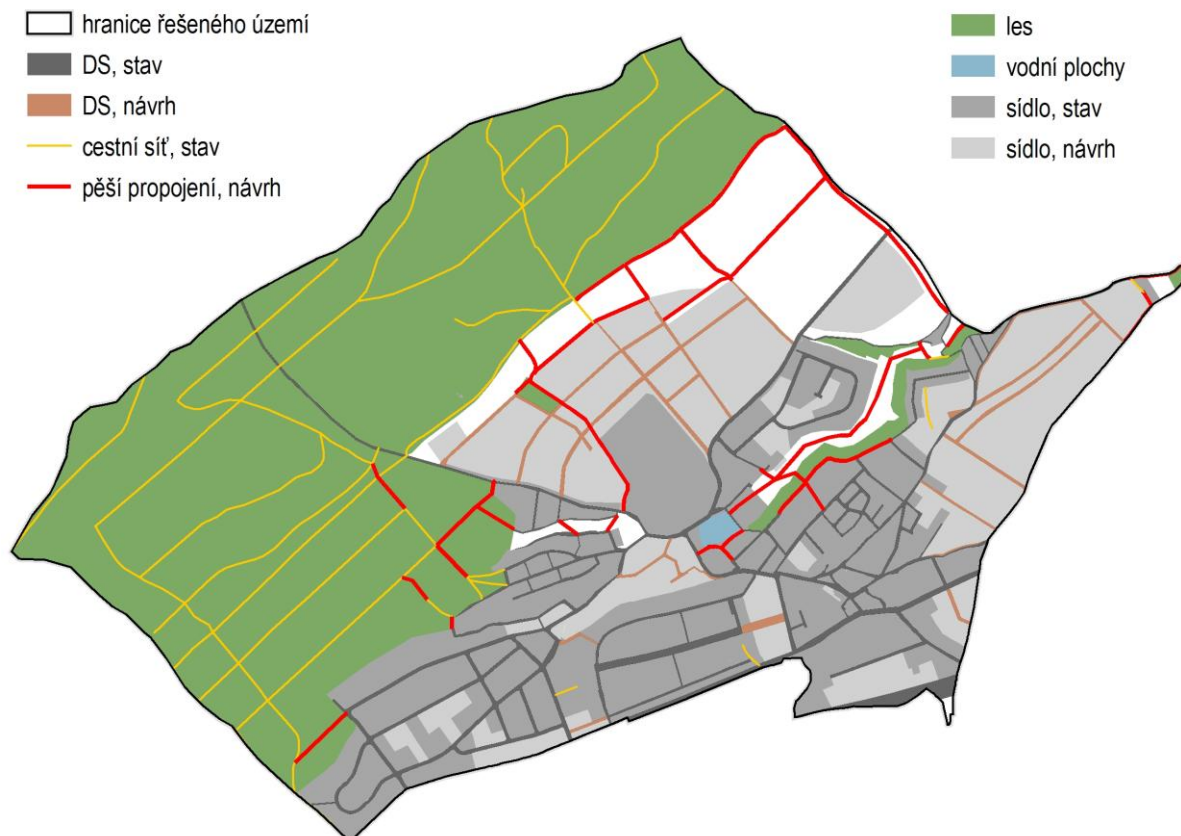 hranice řešeného území
DS, stav
DS, návrh
cestní síť, stav
pěší propojení, návrh
les
vodní plochy
sídlo, stav
sídlo, návrh